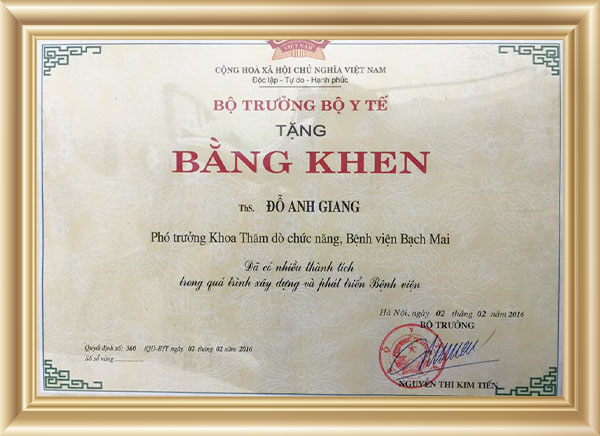 VIỆT NAM
CỘNG HOÀ XÃ HỘI CHỦ NGHĨA VIỆT NAM
Độc lập - Tự do - Hạnh phúc
BỘ TRƯỞNG BỘ Y TẾ
TẶNG
BẰNG KHEN
ThS. ĐỖ ANH GIANG
Phó trưởng Khoa Thăm dò chức năng, Bệnh viện Bạch Mai
Đã có nhiều thành tích
trong quá trình xây dựng và phát triển Bệnh viện
Hà Nội, ngày 02 tháng 02 năm 2016
BỘ TRƯỞNG
Quyết định số: 360 /QĐ-BYT ngày 02 tháng 02 năm 2016
Số sổ vàng:
NGUYỄN THỊ KIM TIẾN